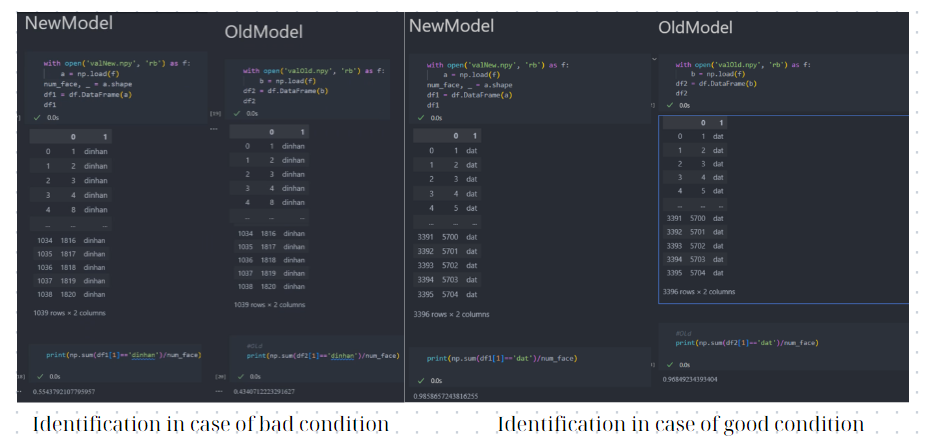 NewModel
with open('valNew.npy', 'rb') as f:
a = np.load(f)
num_face, _ = a.shape
df1 = df.DataFrame(a)
df1
0.0s
0 1
0 1 dinhan
1 2 dinhan
2 3 dinhan
3 4 dinhan
4 8 dinhan
... ... ...
1034 1816 dinhan
1035 1817 dinhan
1036 1818 dinhan
1037 1819 dinhan
1038 1820 dinhan
1039 rows × 2 columns
print(np.sum(df1[1]=='dinhan')/num_face)
0.0s
0.5543792107795957
OldModel
with open('valOld.npy', 'rb') as f:
b = np.load(f)
df2 = df.DataFrame(b)
df2
0.0s
0 1
0 1 dinhan
1 2 dinhan
2 3 dinhan
3 4 dinhan
4 8 dinhan
... ... ...
1034 1816 dinhan
1035 1817 dinhan
1036 1818 dinhan
1037 1819 dinhan
1038 1820 dinhan
1039 rows × 2 columns
#OLd
print(np.sum(df2[1]=='dinhan')/num_face)
0.0s
0.4340712223291627
Identification in case of bad condition
NewModel
with open('valNew.npy', 'rb') as f:
a = np.load(f)
num_face, _ = a.shape
df1 = df.DataFrame(a)
df1
0.0s
0 1
0 1 dat
1 2 dat
2 3 dat
3 4 dat
4 5 dat
... ... ...
3391 5700 dat
3392 5701 dat
3393 5702 dat
3394 5703 dat
3395 5704 dat
3396 rows × 2 columns
print(np.sum(df1[1]=='dat')/num_face)
0.0s
0.9858657243816255
OldModel
with open('valOld.npy', 'rb') as f:
b = np.load(f)
df2 = df.DataFrame(b)
df2
0.0s
0 1
0 1 dat
1 2 dat
2 3 dat
3 4 dat
4 5 dat
... ... ...
3391 5700 dat
3392 5701 dat
3393 5702 dat
3394 5703 dat
3395 5704 dat
3396 rows × 2 columns
#OLd
print(np.sum(df2[1]=='dat')/num_face)
0.0s
0.96849234393404
Identification in case of good condition